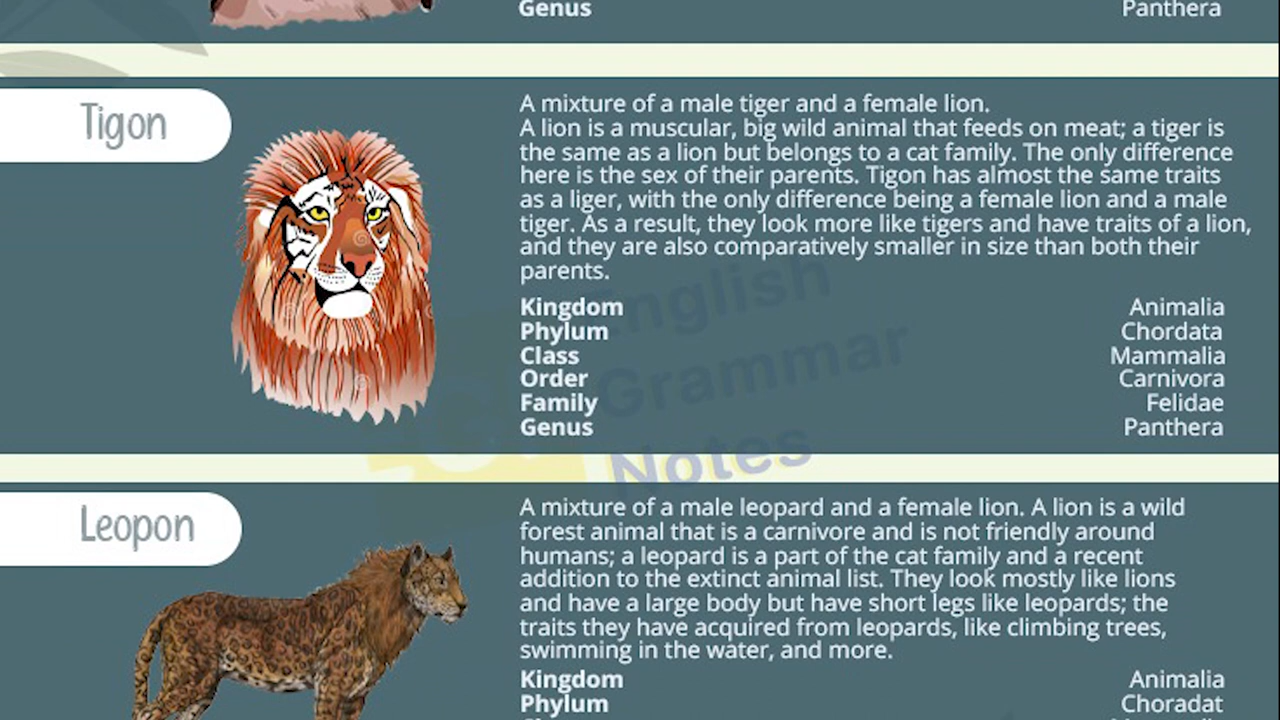 Genus Panthera
Tigon
A mixture of a male tiger and a female lion.
A lion is a muscular, big wild animal that feeds on meat; a tiger is
the same as a lion but belongs to a cat family. The only difference
here is the sex of their parents. Tigon has almost the same traits
as a liger, with the only difference being a female lion and a male
tiger. As a result, they look more like tigers and have traits of a lion,
and they are also comparatively smaller in size than both their
parents.
Kingdom Animalia
Phylum Chordata
Class Mammalia
Order Carnivora
Family Felidae
Genus Panthera
English
Grammar
Notes
Leopon
A mixture of a male leopard and a female lion. A lion is a wild
forest animal that is a carnivore and is not friendly around
humans; a leopard is a part of the cat family and a recent
addition to the extinct animal list. They look mostly like lions
and have a large body but have short legs like leopards; the
traits they have acquired from leopards, like climbing trees,
swimming in the water, and more.
Kingdom Animalia
Phylum Choradat